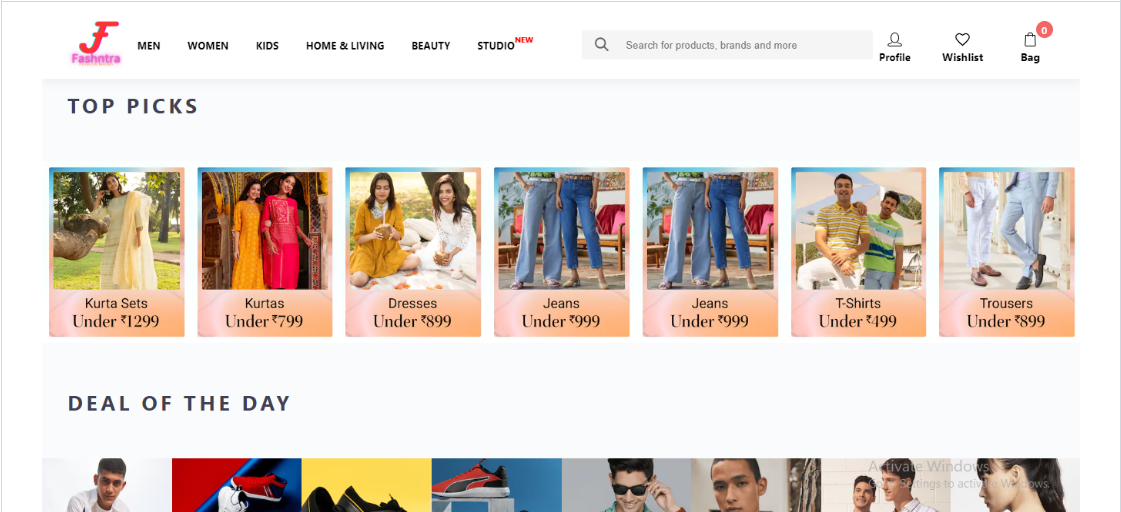 Fashntra
MEN WOMEN KIDS HOME & LIVING BEAUTY STUDIO NEW
Search for products, brands and more
Profile
Wishlist
0
Bag
TOP PICKS
Kurta Sets
Under ₹1299
Kurtas
Under ₹799
Dresses
Under ₹899
Jeans
Under ₹999
Jeans
Under ₹999
T-Shirts
Under ₹499
Trousers
Under ₹899
DEAL OF THE DAY
Activate Windows
Go to Settings to activate Windows.